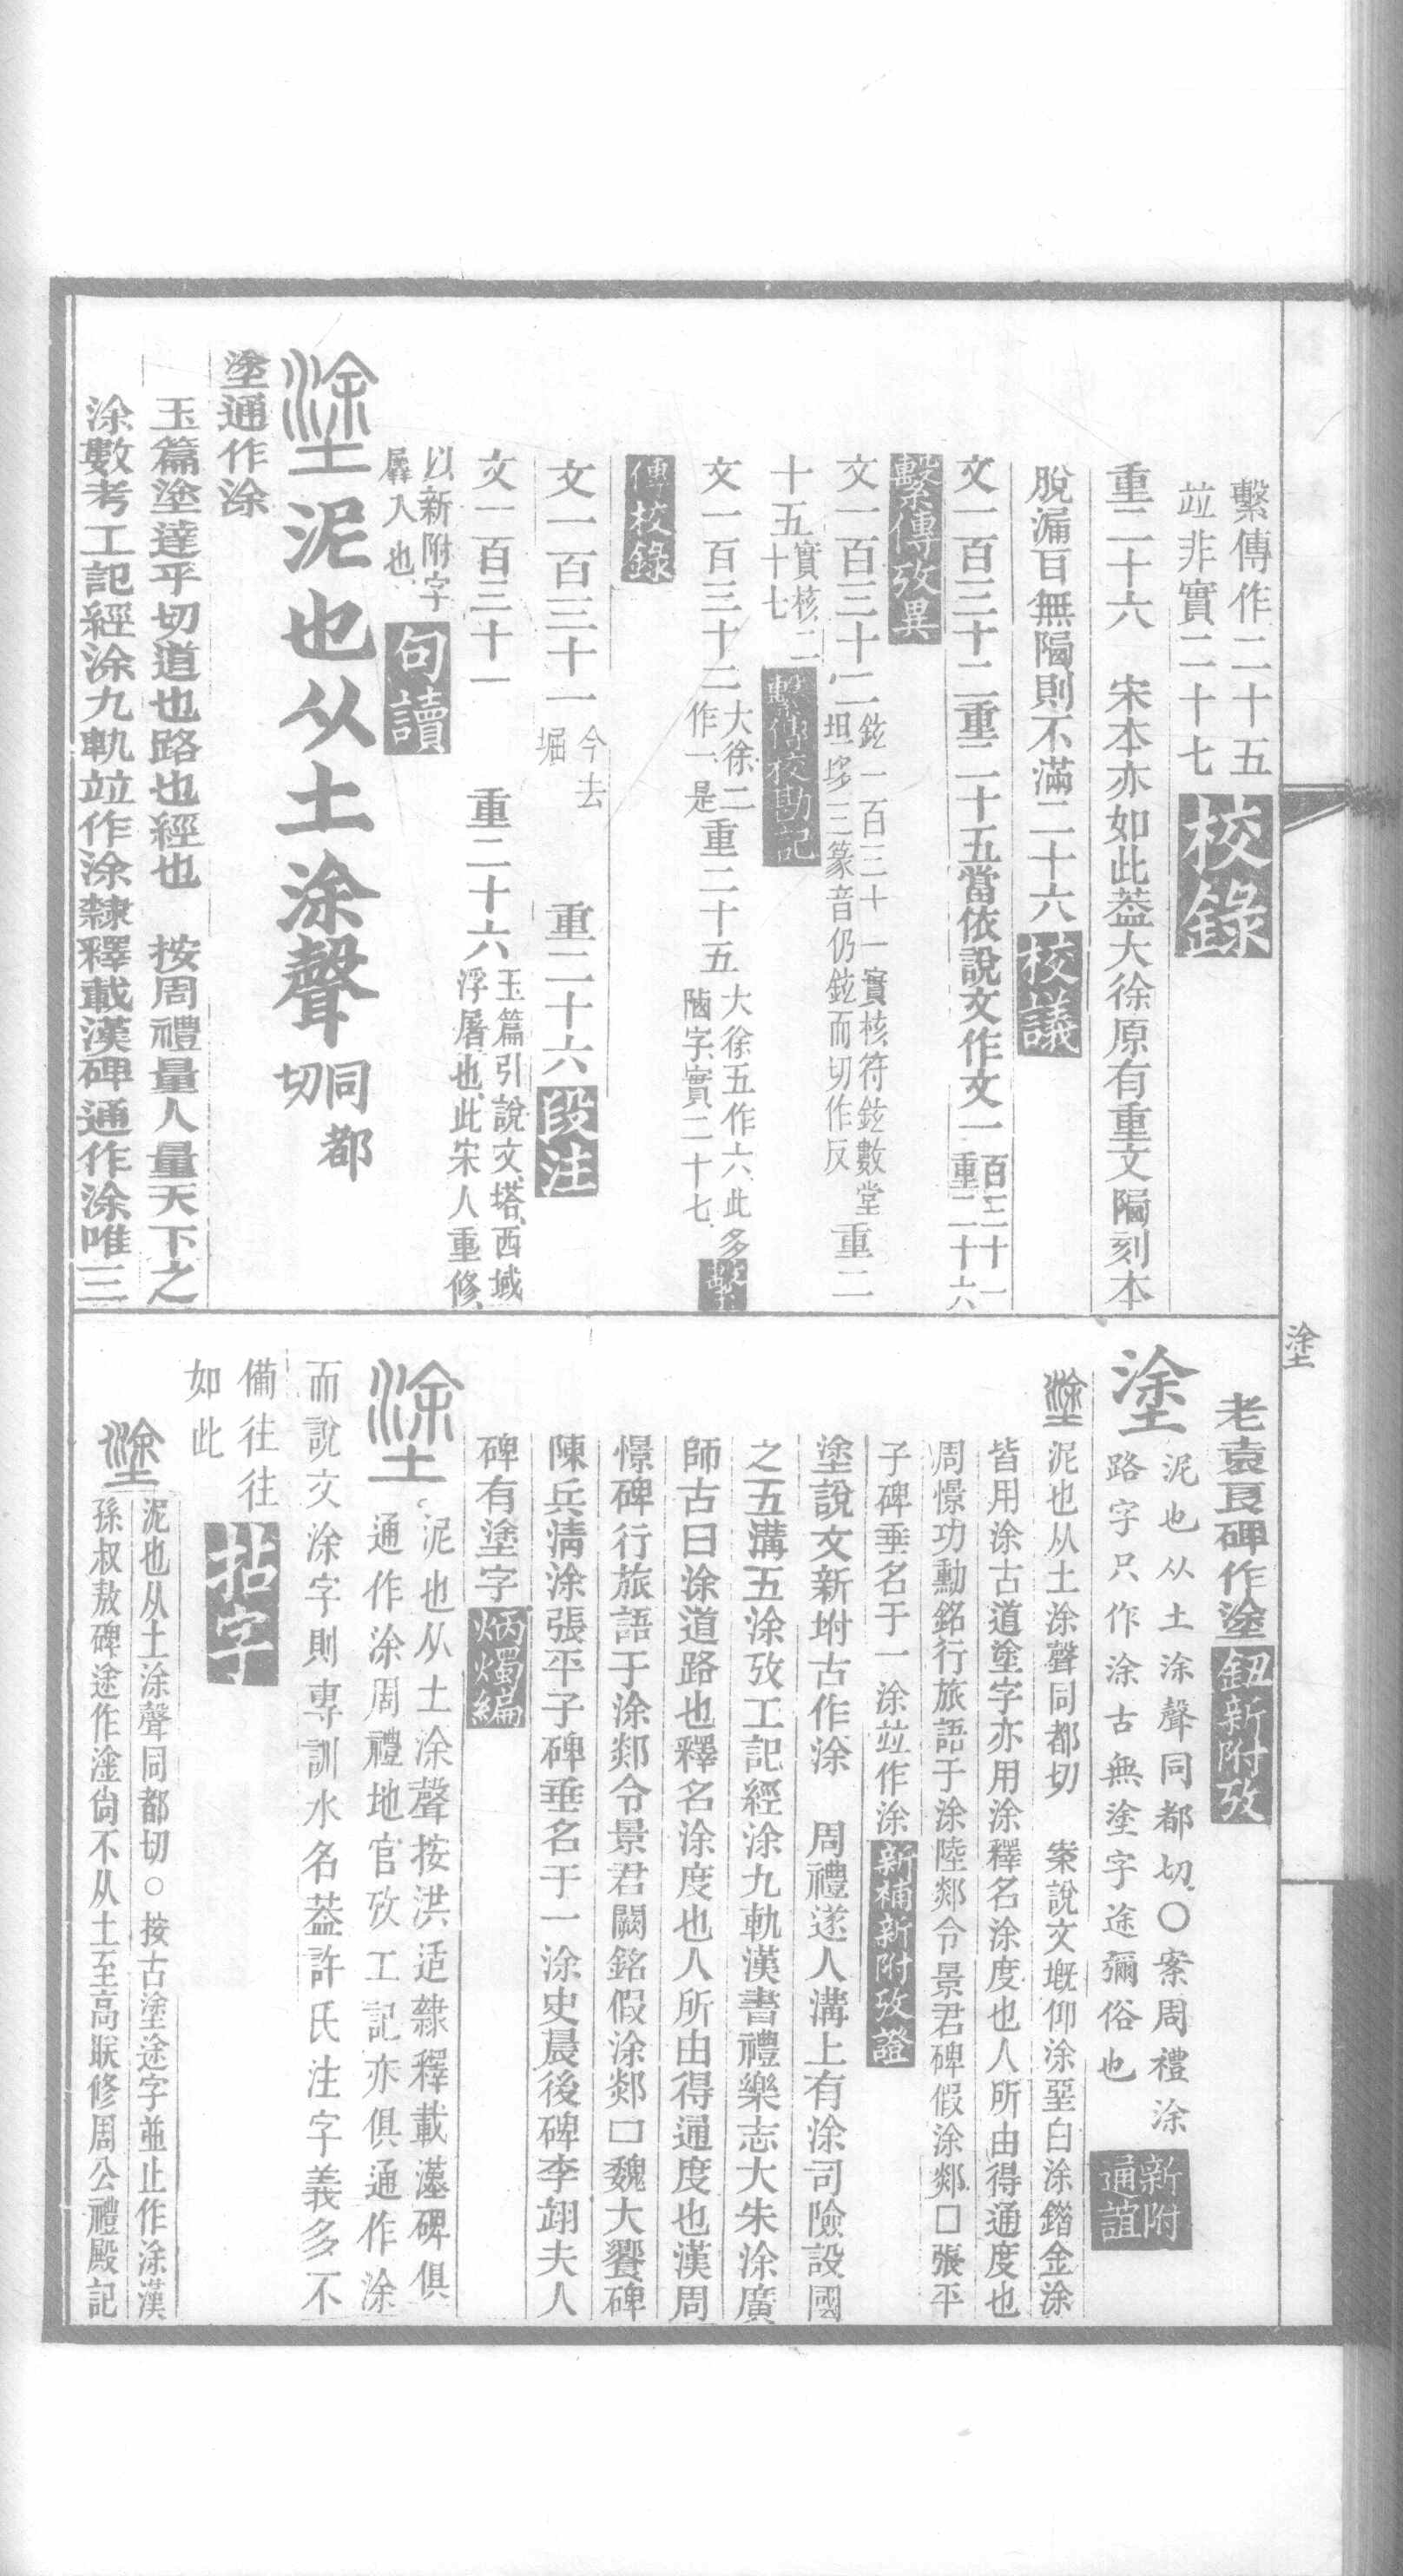 繫傳作二十五
竝非實二十七
校錄
重二十六　宋本亦如此葢大徐原有重文隔刻本
脫漏百無隔則不滿二十六校議
文一百三十二重二十五當依說文作文一百三十一
重二十六
繫傳攷異
文一百三十二鉉一百三十一實核符鉉數堂
坦垑三篆音仍鉉而切作反
重二
十五實核二
十七
繫傳校勘記
文一百三十二大徐二
作一是
重二十五大徐五作六此多
字實二十七
繫
傳校錄
文一百三十一今去
堀
重二十六段注
文一百三十一　重二十六玉篇引說文塔西域
浮屠也此宋人重修
以新附字
羼入也
句讀
塗泥也从土涂聲同都
切
塗通作涂
玉篇塗達乎切道也路也經也　按周禮量人量天下之
涂數考工記經涂九軌竝作涂隸釋載漢碑通作涂唯三
塗
老袁良碑作塗鈕新附攷
塗泥也从土涂聲同都切○案周禮涂
路字只作涂古無塗字途彌俗也
新附
通誼
塗泥也从土涂聲同都切　案說文墍仰涂堊白涂錔金涂
皆用涂古道塗字亦用涂釋名涂度也人所由得通度也
周憬功勳銘行旅語于涂陸郯令景君碑假涂郯口張平
子碑垂名于一涂竝作涂新補新附攷證
塗說文新坿古作涂　周禮遂人溝上有涂司險設國
之五溝五涂攷工記經涂九軌漢書禮樂志大朱涂廣
師古曰涂道路也釋名涂度也人所由得通度也漢周
憬碑行旅語于涂郯令景君闕銘假涂郯口魏大饗碑
陳兵清涂張平子碑垂名于一涂史晨後碑李翊夫人
碑有塗字炳燭編
塗泥也从土涂聲按洪适隸釋載漢碑俱
通作涂周禮地官攷工記亦俱通作涂
而說文涂字則專訓水名葢許氏注字義多不
備往往
如此
拈字
塗泥也从土涂聲同都切○按古塗途字並止作涂漢
孫叔敖碑途作淦尙不从土至高眹修周公禮殿記